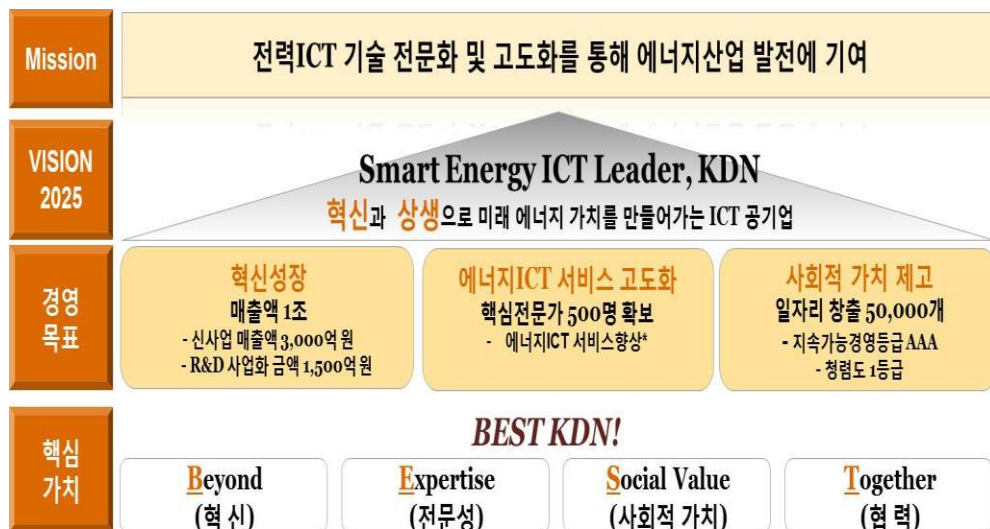 Mission
전력ICT 기술 전문화 및 고도화를 통해 에너지산업 발전에 기여
VISION
2025
Smart Energy ICT Leader, KDN
혁신과 상생으로 미래 에너지 가치를 만들어가는 ICT 공기업
경영
목표
혁신성장
매출액 1조
- 신사업 매출액 3,000억 원
- R&D 사업화 금액 1,500억 원
에너지ICT 서비스 고도화
핵심전문가 500명 확보
- 에너지ICT 서비스향상*
사회적 가치 제고
일자리 창출 50,000개
- 지속가능경영등급 AAA
- 청렴도 1등급
핵심
가치
BEST KDN!
Beyond
(혁 신)
Expertise
(전문성)
Social Value
(사회적 가치)
Together
(협 력)